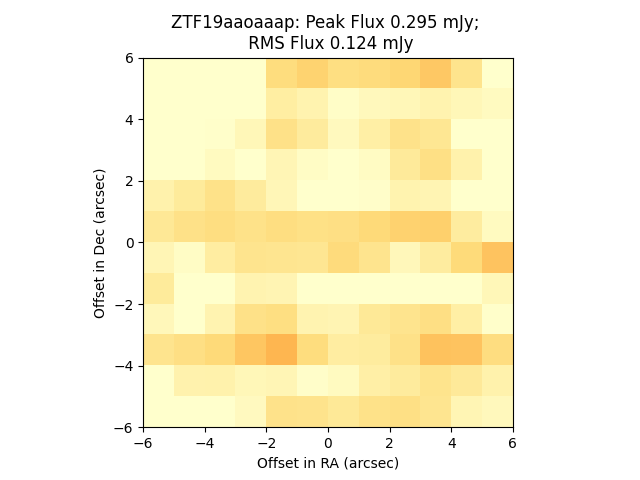 ZTF19aaoaaap: Peak Flux 0.295 mJy;
RMS Flux 0.124 mJy
6
4
2
0
−2
−4
−6
Offset in Dec (arcsec)
−6 −4 −2 0 2 4 6
Offset in RA (arcsec)